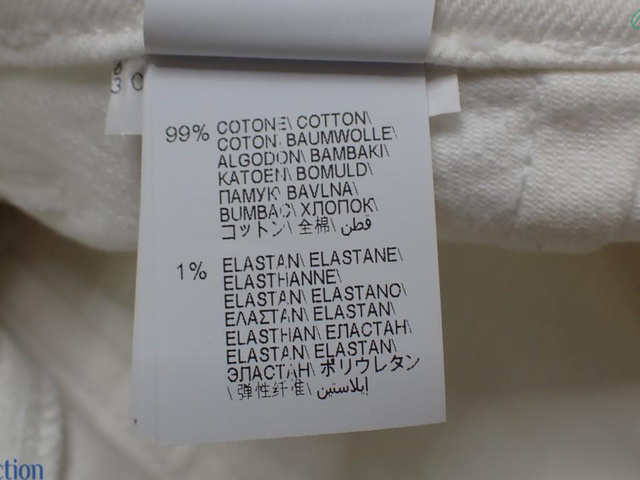 99% COTONE\ COTTON\
COTON\ BAUMWOLLE\
ALGODON\ BAMBAKI\
KATOEN\ BOMULD\
ПАМУК\ BAVLNA\
BUMBAC\ ХЛОПОК\
コットン\ 全棉\ قطن
1% ELASTAN\ ELASTANE\
ELASTHANNE\
ELASTAN\ ELASTANO\
ΕΛΑΣΤΑΝ\ ELASTAN\
ELASTHAN\ ЕЛАСТАН\
ELASTAN\ ELASTAN\
ЭЛАСТАН\ ポリウレタン
\ 弹性纤维\ إيلاستين
ction